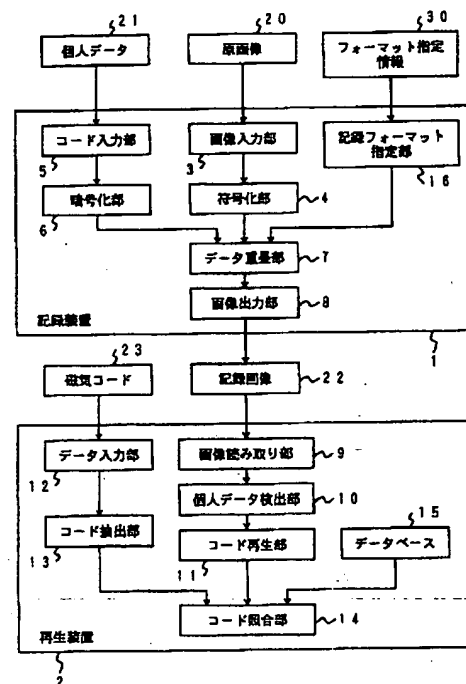 21
20
30
個人データ
原画像
フォーマット指定
情報
コード入力部
5
画像入力部
3
記録フォーマット
指定部
16
暗号化部
6
符号化部
4
データ重畳部
7
画像出力部
8
記録装置
1
23
磁気コード
記録画像
22
データ入力部
12
画像読み取り部
9
個人データ検出部
10
15
コード抽出部
13
コード再生部
11
データベース
コード照合部
14
再生装置
2